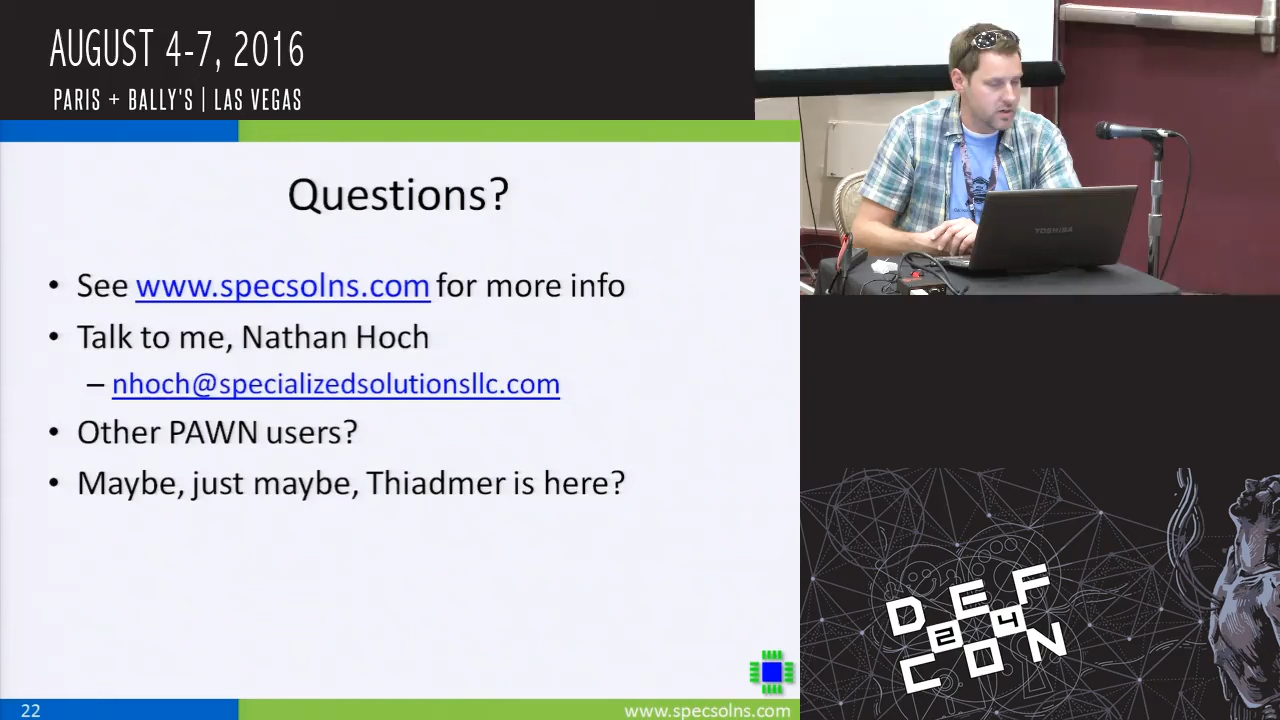 AUGUST 4-7, 2016
PARIS + BALLY'S | LAS VEGAS
Questions?
• See www.specsolns.com for more info
• Talk to me, Nathan Hoch
– nhoch@specializedsolutionsllc.com
• Other PAWN users?
• Maybe, just maybe, Thiadmer is here?
22
www.specsolns.com
TOSHIBA
DEF
24
CON